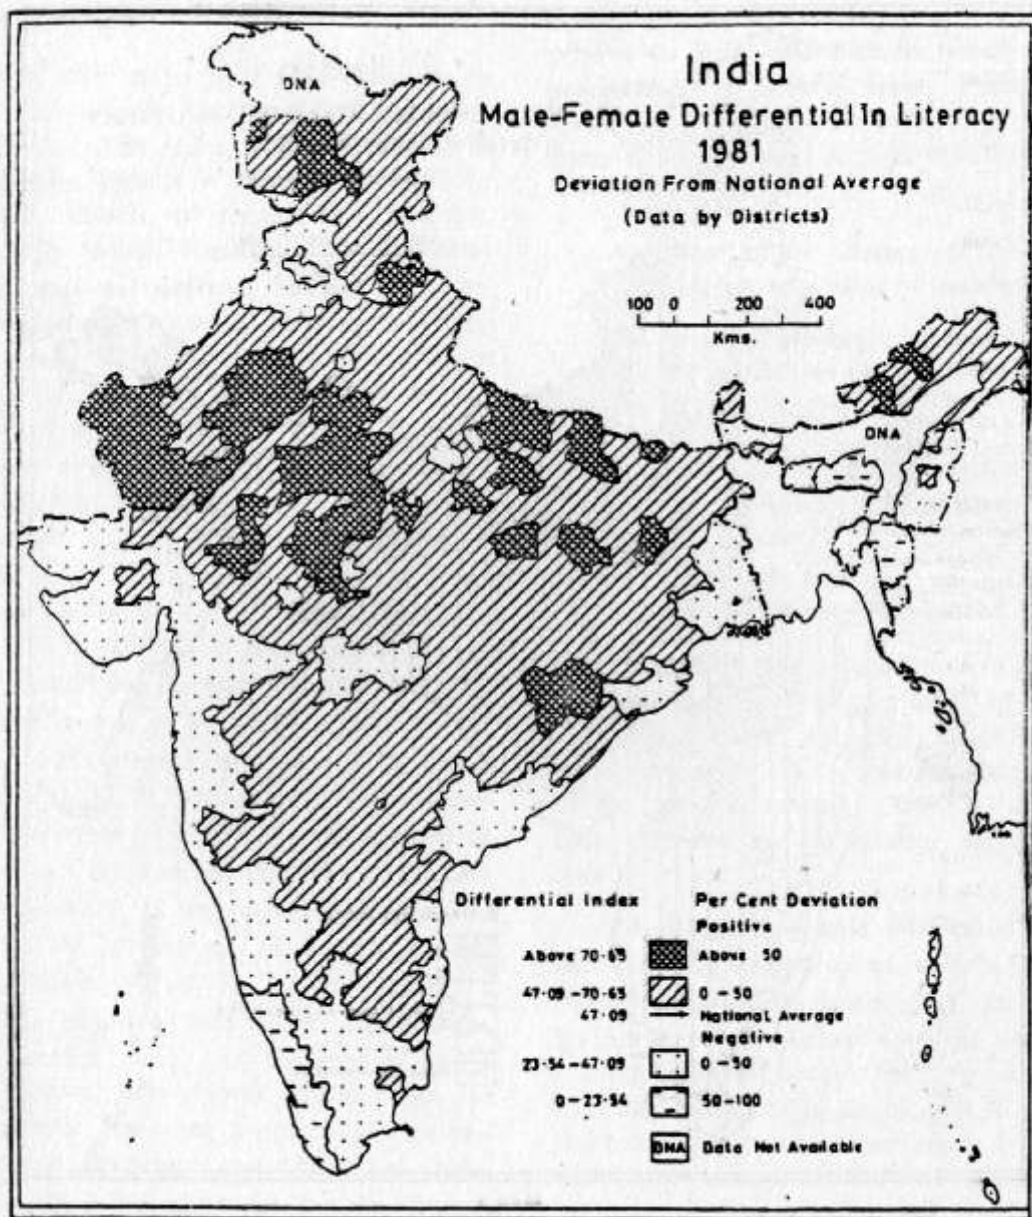 India
Male-Female Differential In Literacy
1981
Deviation From National Average
(Data by Districts)
100 0 200 400
Kms.
DNA
DNA
Differential Index Per Cent Deviation
Positive
Above 70·63 Above 50
47·09-70·63 0-50
47·09 National Average
Negative
23·54-47·09 0-50
0-23·54 50-100
DNA Data Not Available